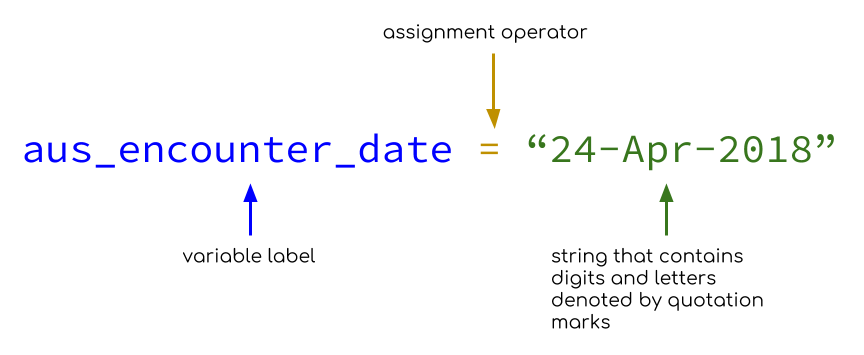 assignment operator
aus_encounter_date = “24-Apr-2018”
variable label
string that contains
digits and letters
denoted by quotation
marks